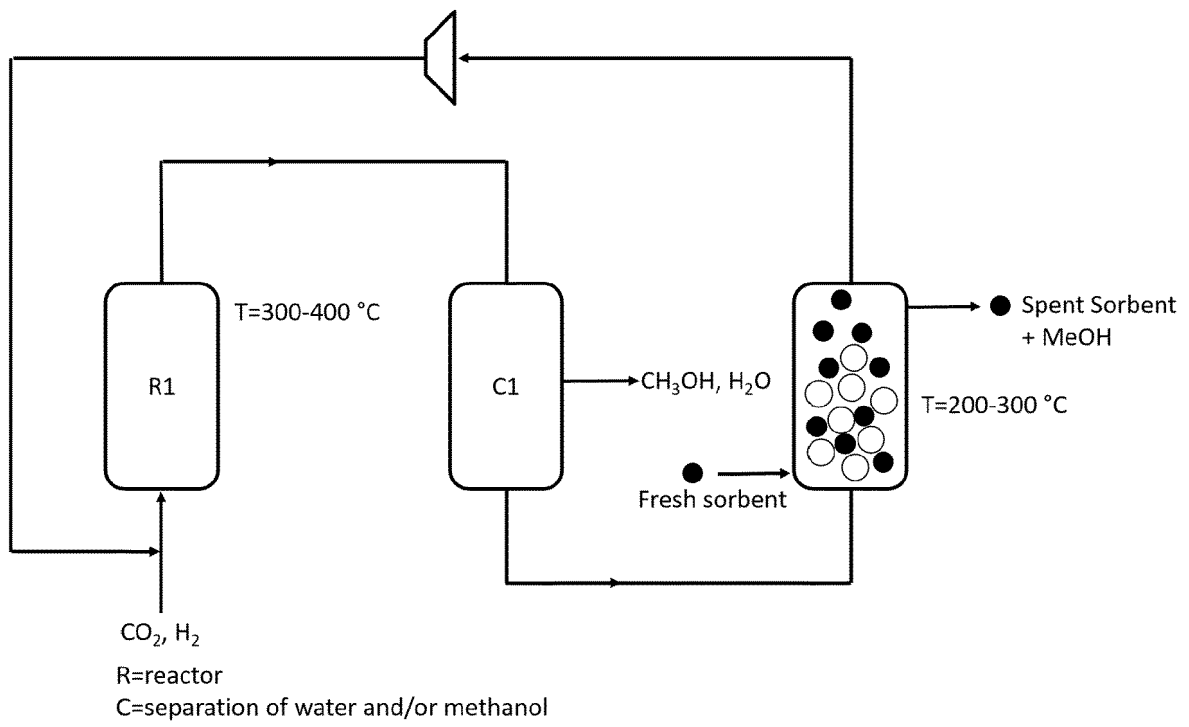 T=300-400 °C
R1
C1
CH₃OH, H₂O
Spent Sorbent
+ MeOH
T=200-300 °C
Fresh sorbent
CO₂, H₂
R=reactor
C=separation of water and/or methanol